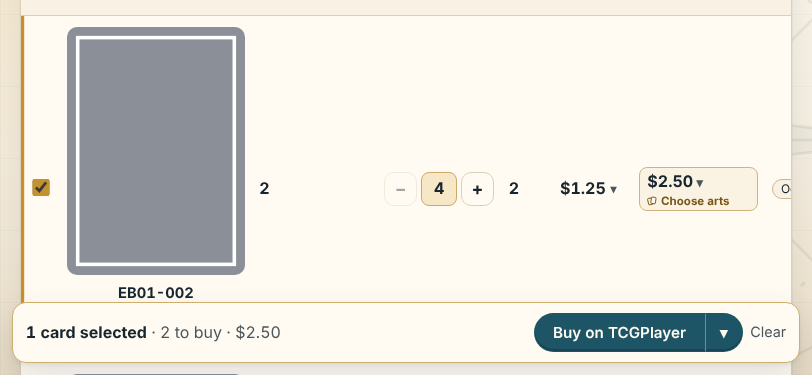 2
− 4 +
2
$1.25 ▾
$2.50 ▾
Choose arts
EB01-002
1 card selected · 2 to buy · $2.50
Buy on TCGPlayer ▼
Clear